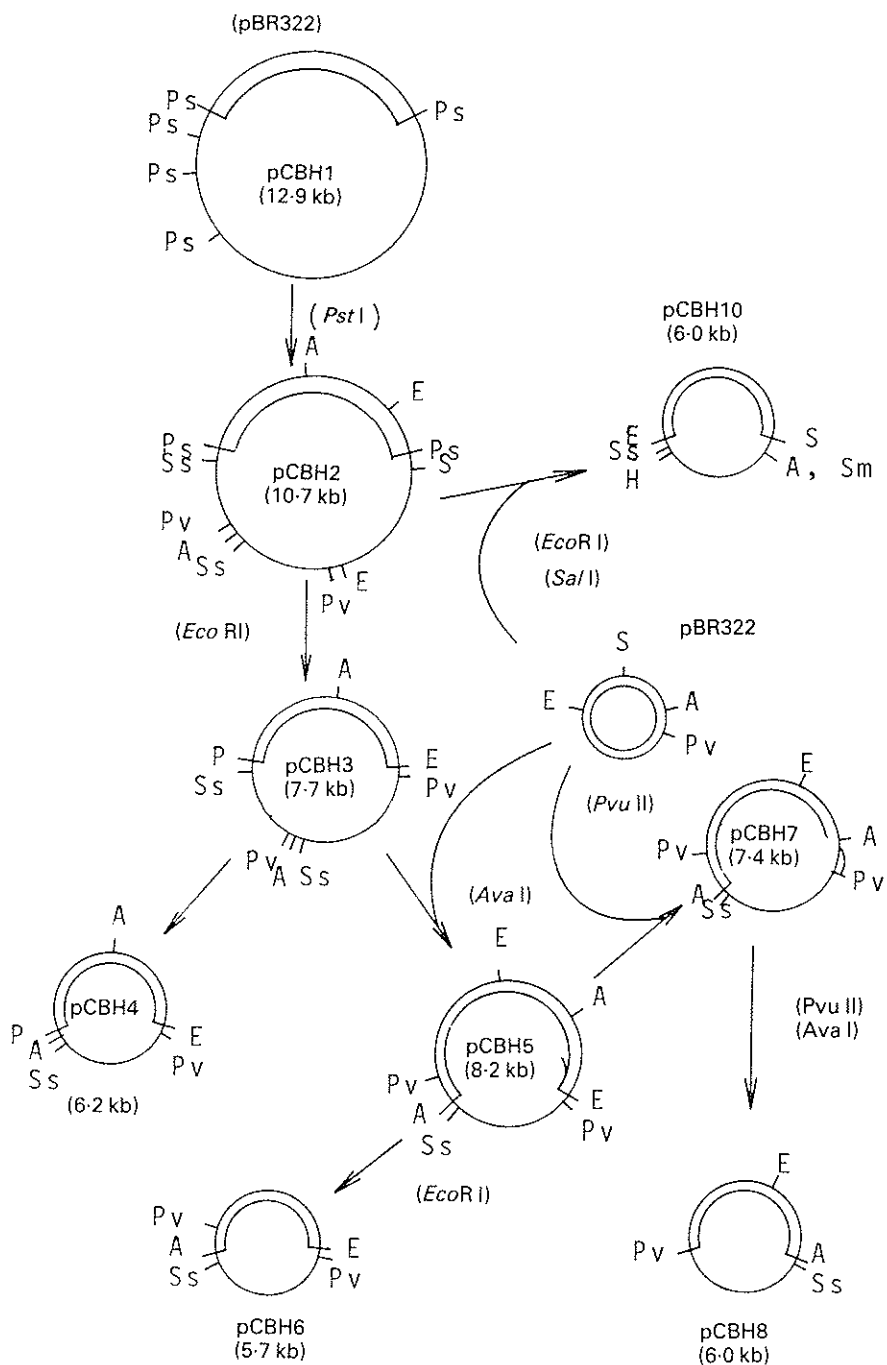 (pBR322)
Ps
Ps
Ps
Ps
Ps
pCBH1
(12·9 kb)
(PstI)
A
E
Ps
Ss
Ps
S
pCBH2
(10·7 kb)
Pv
A
Ss
E
Pv
pCBH10
(6·0 kb)
E
Ss
H
S
A, Sm
(EcoRI)
(SalI)
(EcoRI)
pBR322
S
E
A
Pv
A
P
Ss
pCBH3
(7·7 kb)
E
Pv
Pv
A
Ss
(PvuII)
E
pCBH7
(7·4 kb)
Pv
A
Pv
A
Ss
(AvaI)
A
pCBH4
P
A
Ss
E
Pv
(6·2 kb)
E
A
pCBH5
(8·2 kb)
Pv
A
Ss
E
Pv
(PvuII)
(AvaI)
(EcoRI)
Pv
A
Ss
E
Pv
pCBH6
(5·7 kb)
E
Pv
A
Ss
pCBH8
(6·0 kb)